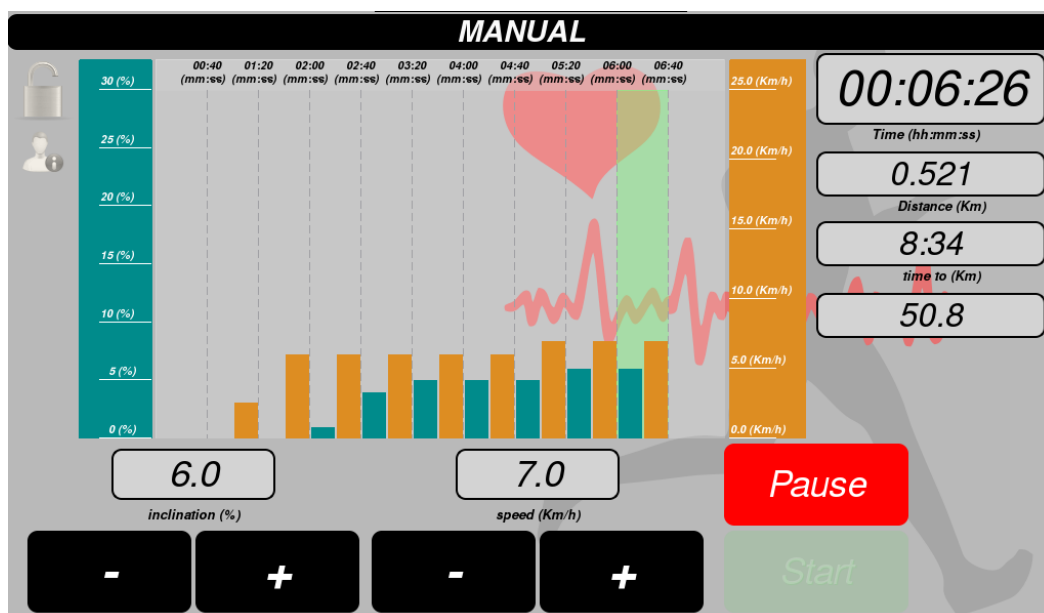 MANUAL
00:40 01:20 02:00 02:40 03:20 04:00 04:40 05:20 06:00 06:40
(mm:ss) (mm:ss) (mm:ss) (mm:ss) (mm:ss) (mm:ss) (mm:ss) (mm:ss) (mm:ss) (mm:ss)
30 (%)
25 (%)
20 (%)
15 (%)
10 (%)
5 (%)
0 (%)
25.0 (Km/h)
20.0 (Km/h)
15.0 (Km/h)
10.0 (Km/h)
5.0 (Km/h)
0.0 (Km/h)
00:06:26
Time (hh:mm:ss)
0.521
Distance (Km)
8:34
time to (Km)
50.8
6.0
inclination (%)
7.0
speed (Km/h)
Pause
- + - +
Start